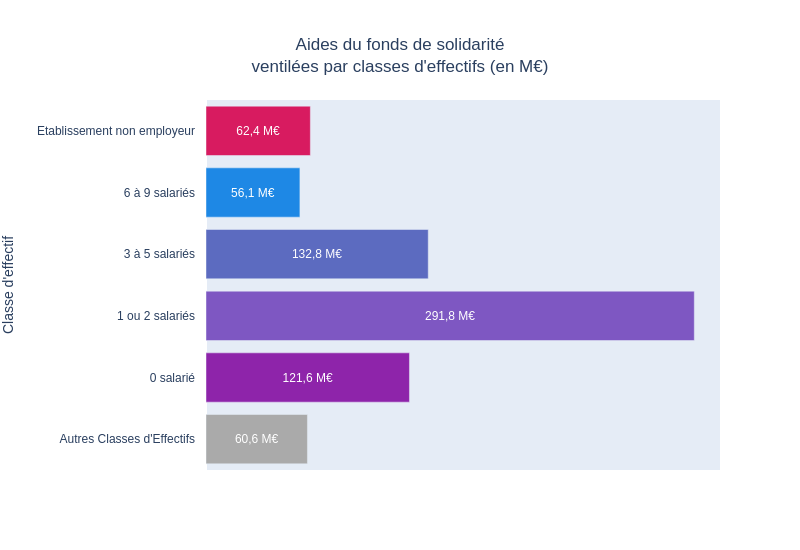 Aides du fonds de solidarité
ventilées par classes d'effectifs (en M€)
Classe d'effectif
Etablissement non employeur
62,4 M€
6 à 9 salariés
56,1 M€
3 à 5 salariés
132,8 M€
1 ou 2 salariés
291,8 M€
0 salarié
121,6 M€
Autres Classes d'Effectifs
60,6 M€